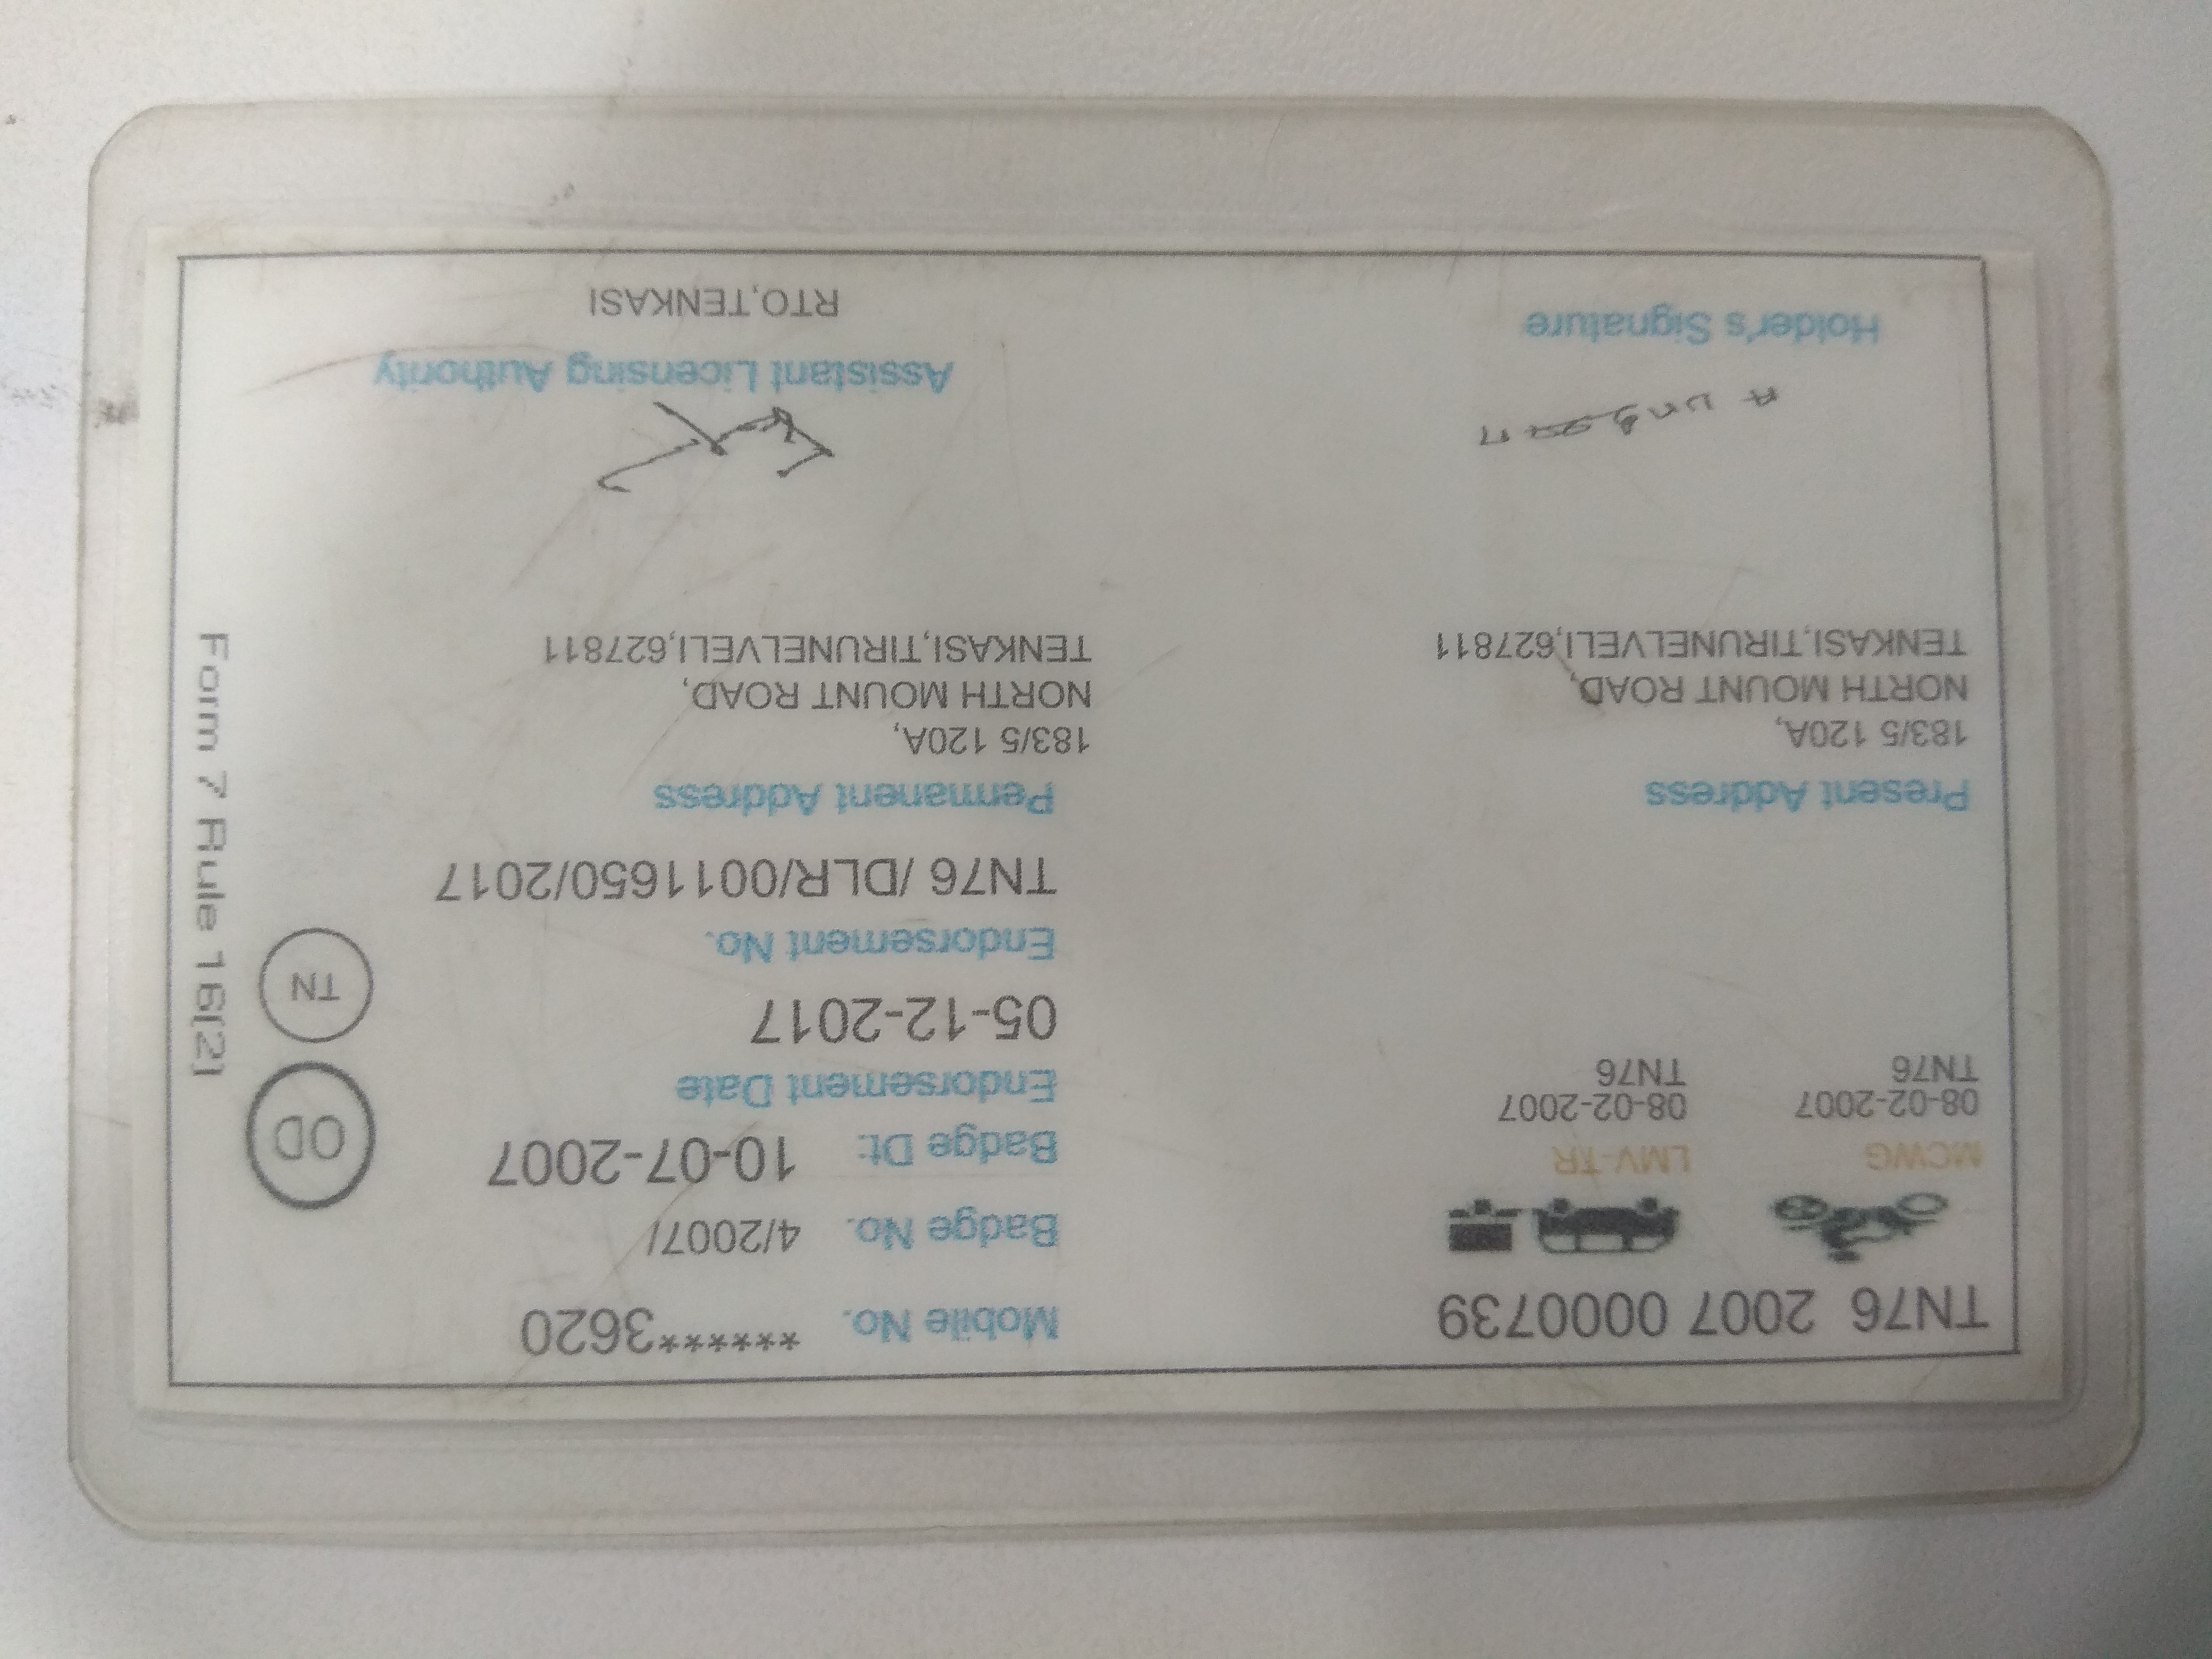 TN76 2007 0000739
MCWG
08-02-2007
TN76
LMV-TR
08-02-2007
TN76
Present Address
183/5 120A,
NORTH MOUNT ROAD,
TENKASI,TIRUNELVELI,627811
Holder's Signature
Mobile No. ******3620
Badge No. 4/2007/
Badge Dt: 10-07-2007
Endorsement Date
05-12-2017
Endorsement No.
TN76 /DLR/0011650/2017
Permanent Address
183/5 120A,
NORTH MOUNT ROAD,
TENKASI,TIRUNELVELI,627811
Assistant Licensing Authority
RTO,TENKASI
OD
TN
Form 7 Rule 16(2)